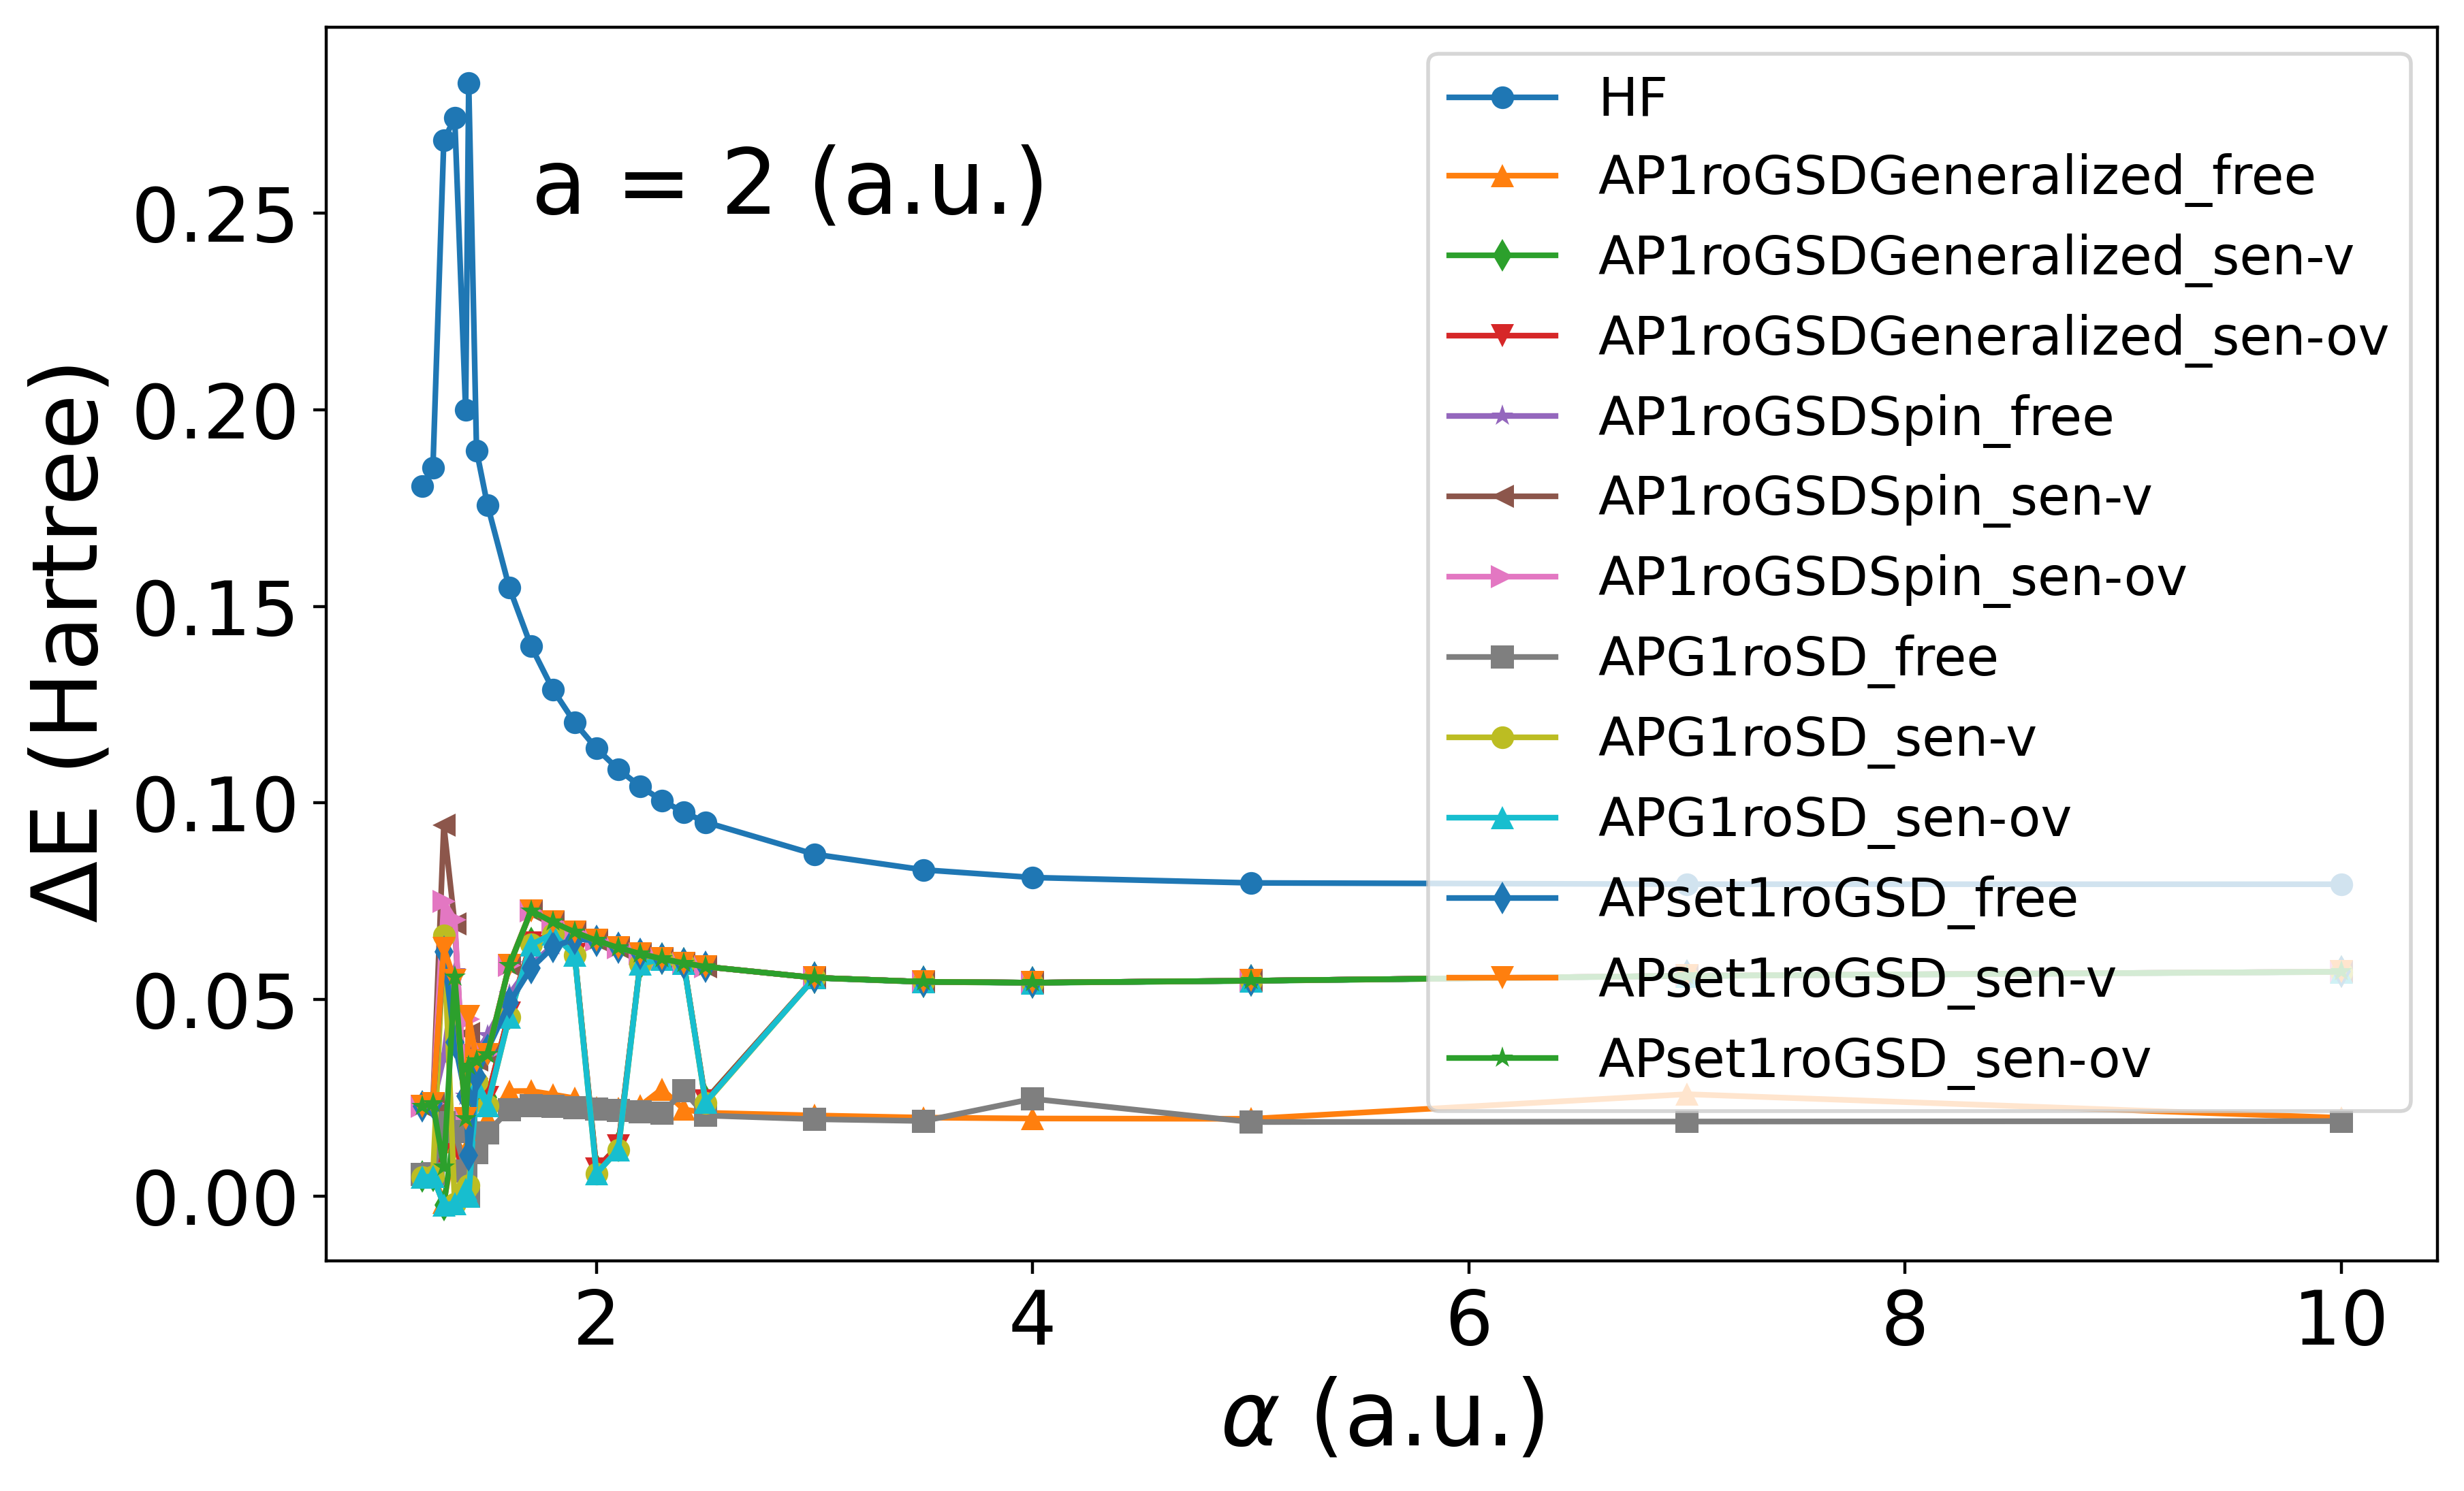 a = 2 (a.u.)
HF
AP1roGSDGeneralized_free
AP1roGSDGeneralized_sen-v
AP1roGSDGeneralized_sen-ov
AP1roGSDSpin_free
AP1roGSDSpin_sen-v
AP1roGSDSpin_sen-ov
APG1roSD_free
APG1roSD_sen-v
APG1roSD_sen-ov
APset1roGSD_free
APset1roGSD_sen-v
APset1roGSD_sen-ov
ΔE (Hartree)
0.25
0.20
0.15
0.10
0.05
0.00
2 4 6 8 10
α (a.u.)